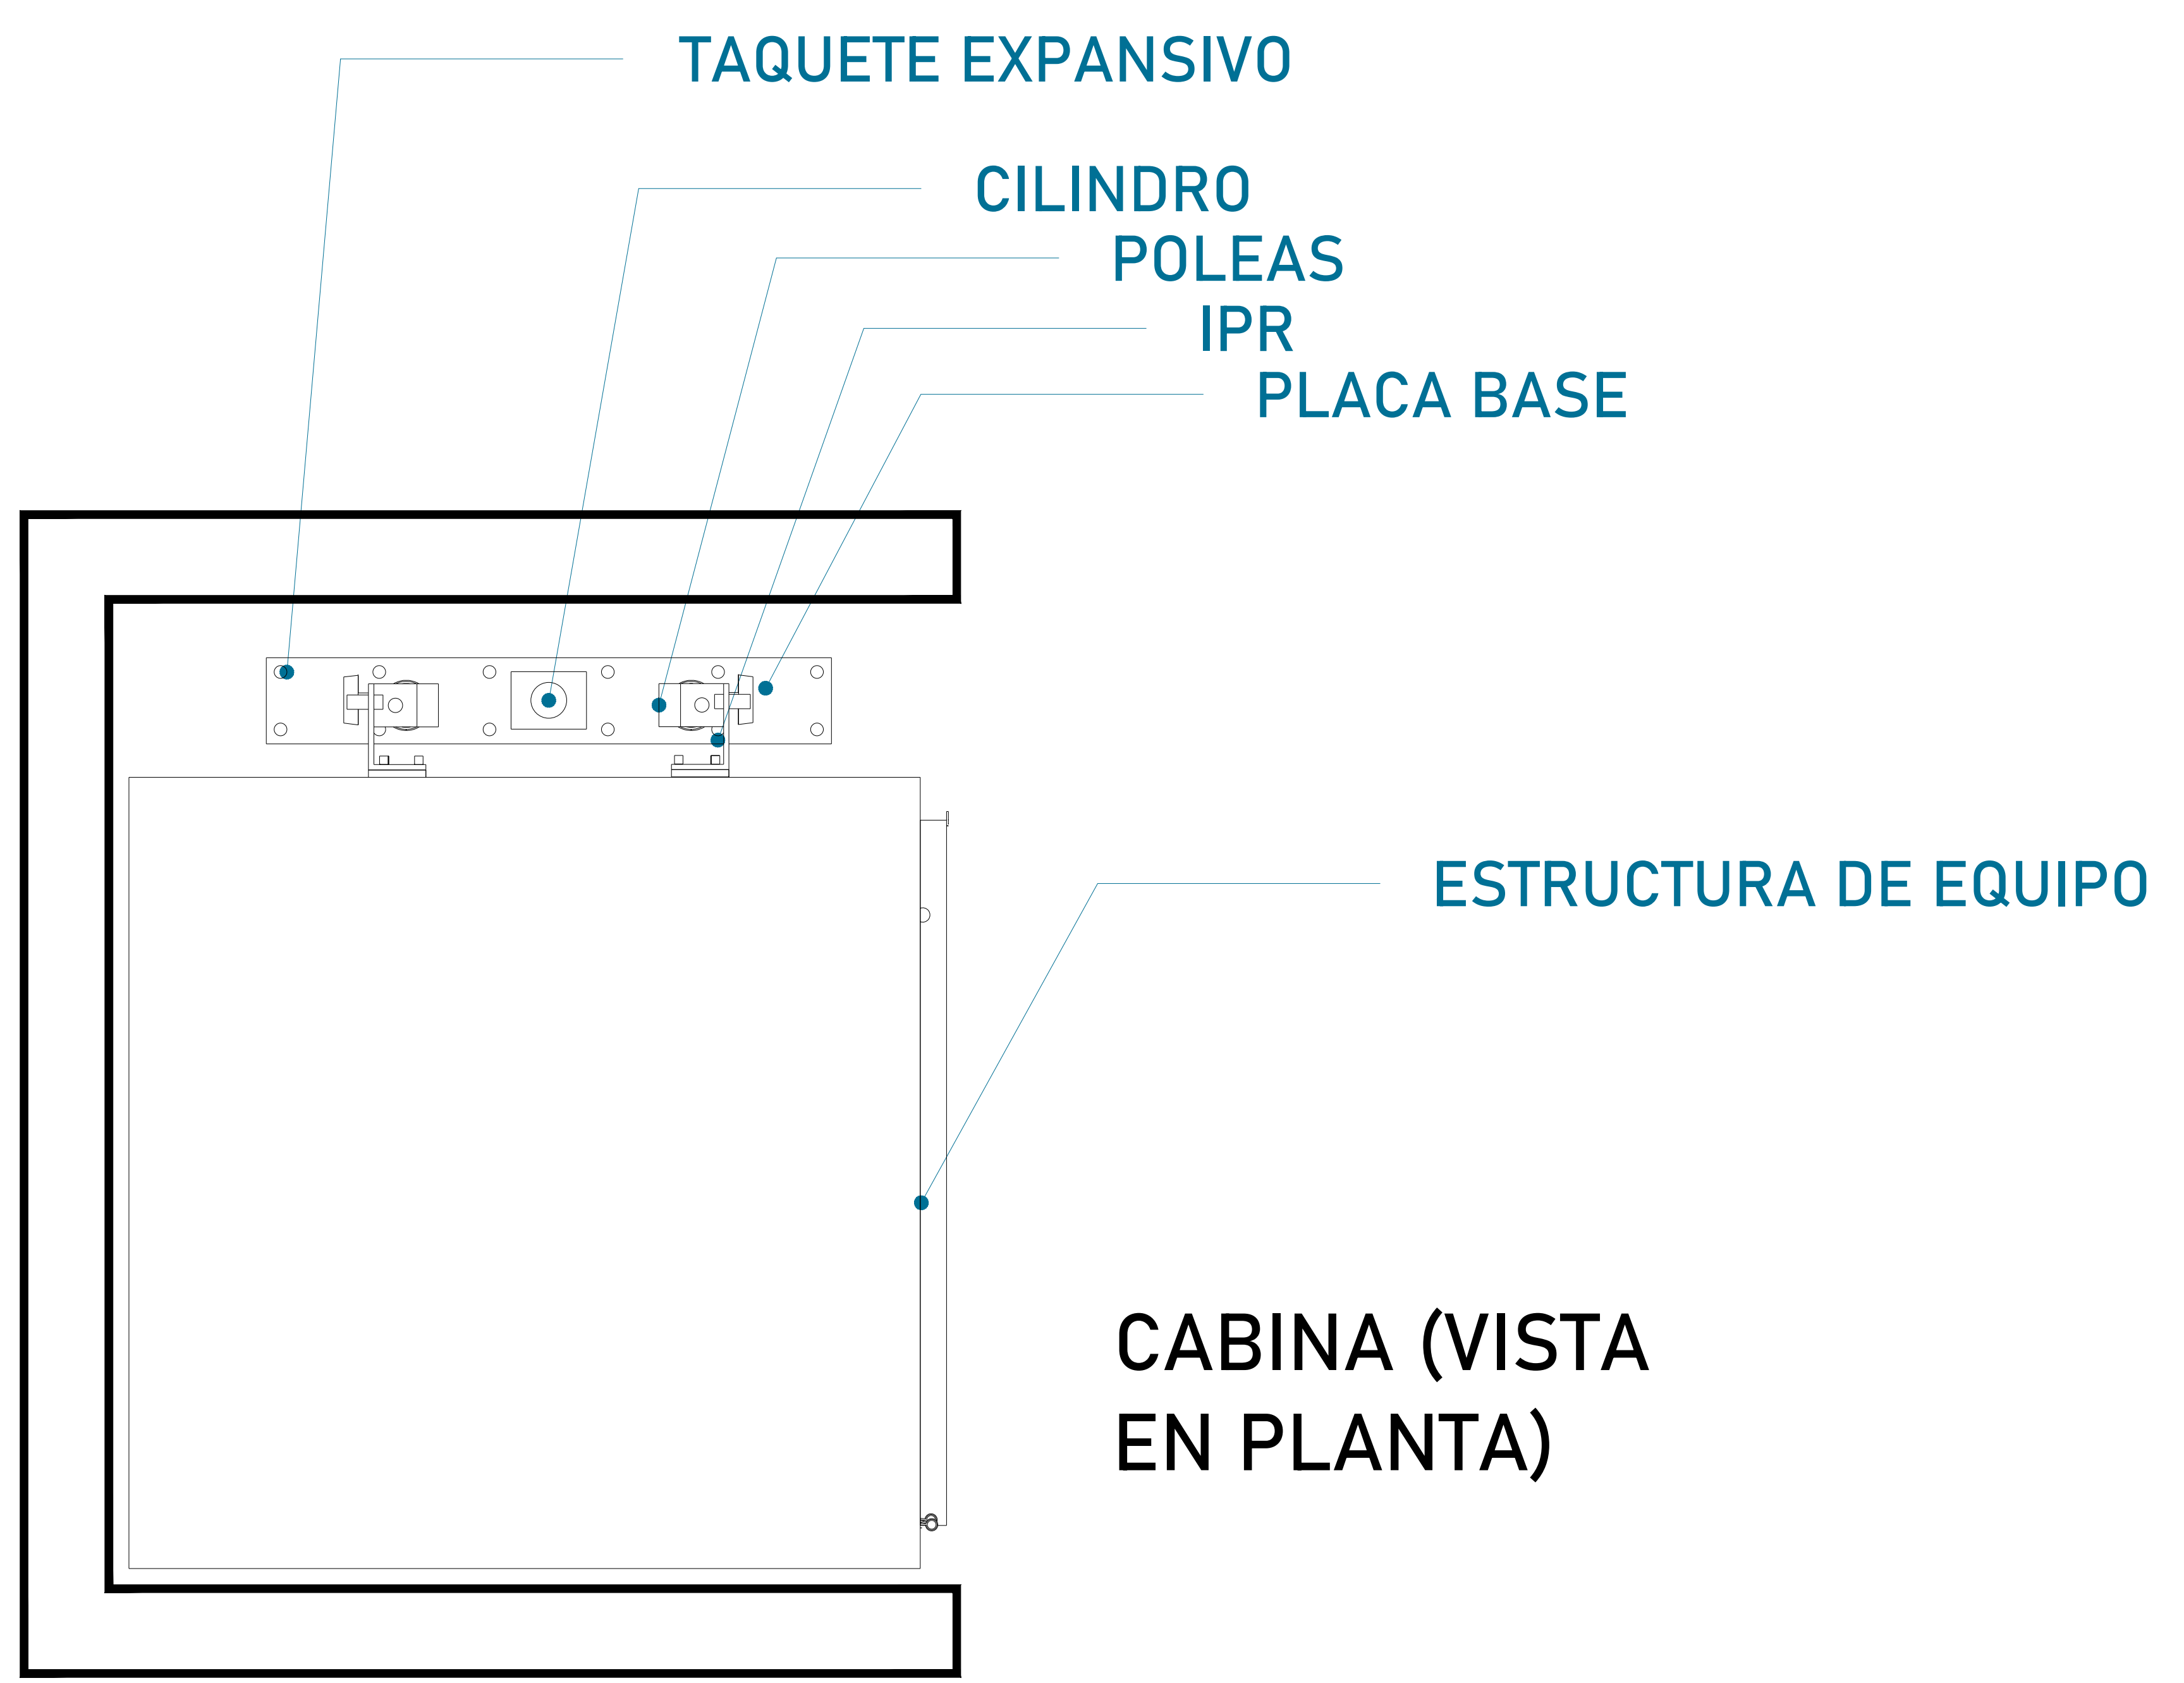 TAQUETE EXPANSIVO
CILINDRO
POLEAS
IPR
PLACA BASE
ESTRUCTURA DE EQUIPO
CABINA (VISTA
EN PLANTA)